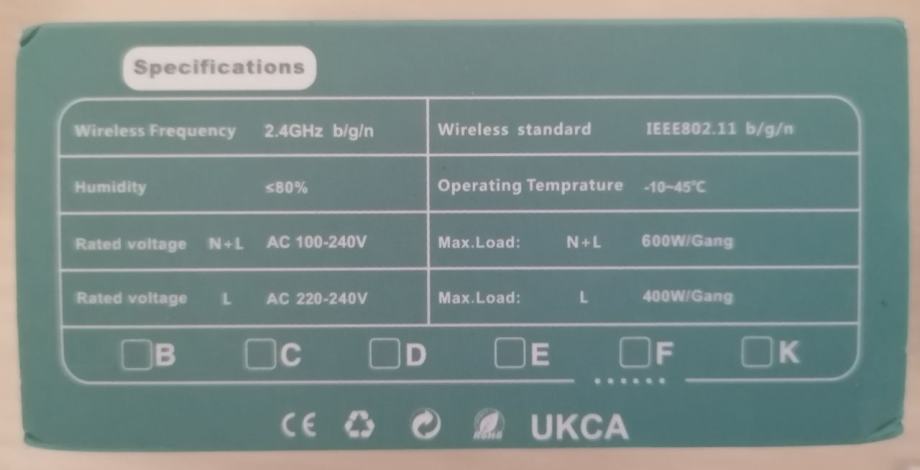 Specifications
Wireless Frequency 2.4GHz b/g/n Wireless standard IEEE802.11 b/g/n
Humidity ≤80% Operating Temprature -10~45℃
Rated voltage N+L AC 100-240V Max.Load: N+L 600W/Gang
Rated voltage L AC 220-240V Max.Load: L 400W/Gang
B C D E F K
CE RoHS UKCA